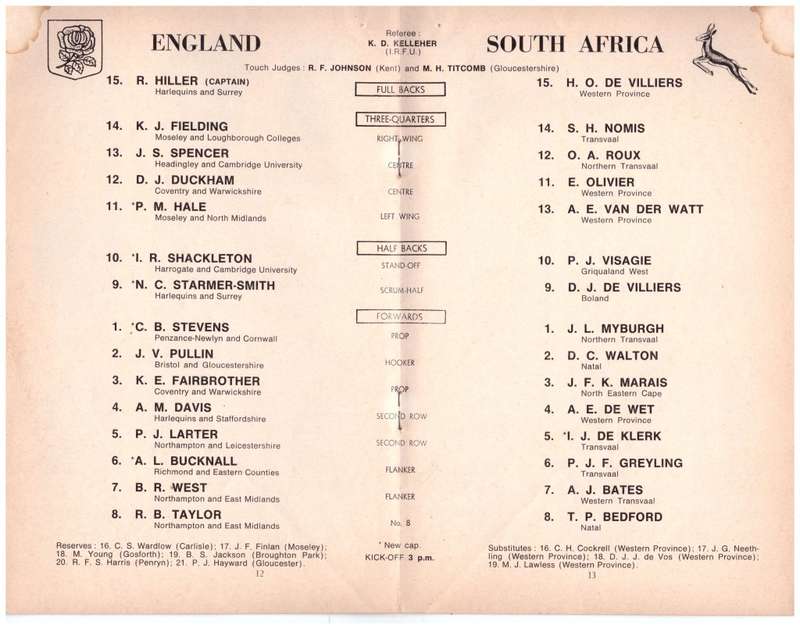 ENGLAND
Referee :
K. D. KELLEHER
(I.R.F.U.)
SOUTH AFRICA
Touch Judges : R. F. JOHNSON (Kent) and M. H. TITCOMB (Gloucestershire)
15. R. HILLER (CAPTAIN)
Harlequins and Surrey
FULL BACKS
15. H. O. DE VILLIERS
Western Province
THREE-QUARTERS
14. K. J. FIELDING
Moseley and Loughborough Colleges
RIGHT WING
14. S. H. NOMIS
Transvaal
13. J. S. SPENCER
Headingley and Cambridge University
CENTRE
12. O. A. ROUX
Northern Transvaal
12. D. J. DUCKHAM
Coventry and Warwickshire
CENTRE
11. E. OLIVIER
Western Province
11. *P. M. HALE
Moseley and North Midlands
LEFT WING
13. A. E. VAN DER WATT
Western Province
HALF BACKS
10. *I. R. SHACKLETON
Harrogate and Cambridge University
STAND-OFF
10. P. J. VISAGIE
Griqualand West
9. *N. C. STARMER-SMITH
Harlequins and Surrey
SCRUM-HALF
9. D. J. DE VILLIERS
Boland
FORWARDS
1. *C. B. STEVENS
Penzance-Newlyn and Cornwall
PROP
1. J. L. MYBURGH
Northern Transvaal
2. J. V. PULLIN
Bristol and Gloucestershire
HOOKER
2. D. C. WALTON
Natal
3. K. E. FAIRBROTHER
Coventry and Warwickshire
PROP
3. J. F. K. MARAIS
North Eastern Cape
4. A. M. DAVIS
Harlequins and Staffordshire
SECOND ROW
4. A. E. DE WET
Western Province
5. P. J. LARTER
Northampton and Leicestershire
SECOND ROW
5. *I. J. DE KLERK
Transvaal
6. *A. L. BUCKNALL
Richmond and Eastern Counties
FLANKER
6. P. J. F. GREYLING
Transvaal
7. B. R. WEST
Northampton and East Midlands
FLANKER
7. A. J. BATES
Western Transvaal
8. R. B. TAYLOR
Northampton and East Midlands
No. 8
8. T. P. BEDFORD
Natal
Reserves : 16. C. S. Wardlow (Carlisle); 17. J. F. Finlan (Moseley);
18. M. Young (Gosforth); 19. B. S. Jackson (Broughton Park);
20. R. F. S. Harris (Penryn); 21. P. J. Hayward (Gloucester).
12
* New cap.
KICK-OFF 3 p.m.
Substitutes : 16. C. H. Cockrell (Western Province); 17. J. G. Neeth-
ling (Western Province); 18. D. J. J. de Vos (Western Province);
19. M. J. Lawless (Western Province).
13